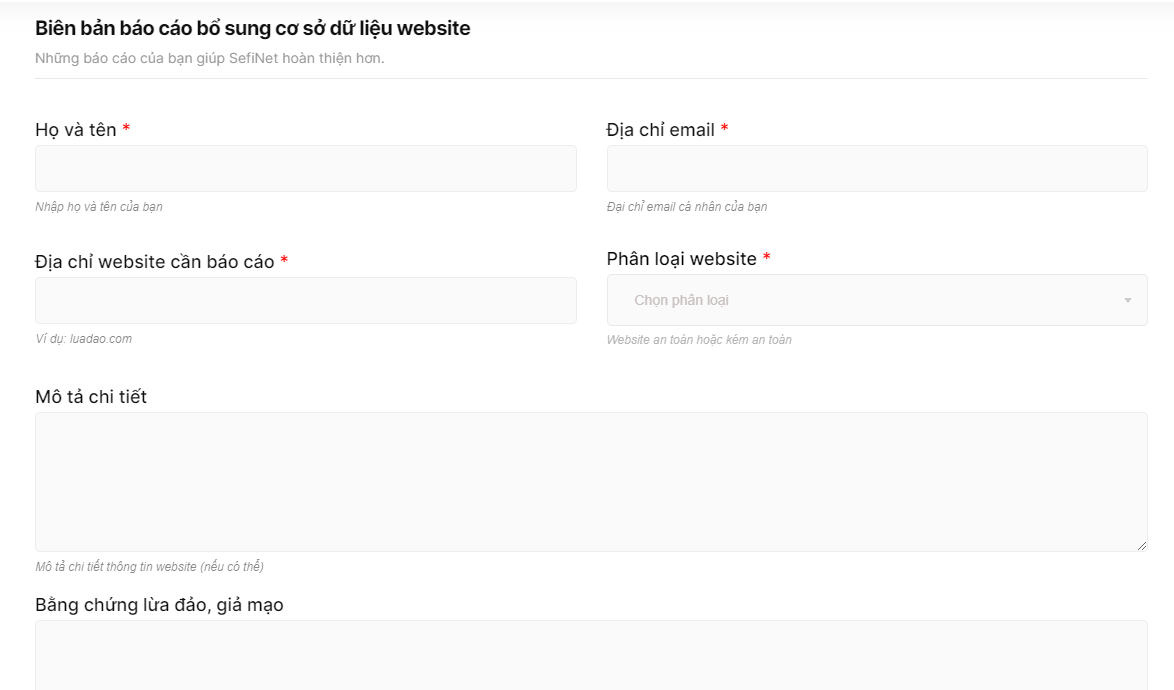 Biên bản báo cáo bổ sung cơ sở dữ liệu website
Những báo cáo của bạn giúp SefiNet hoàn thiện hơn.
Họ và tên *
Địa chỉ email *
Nhập họ và tên của bạn
Đại chỉ email cá nhân của bạn
Địa chỉ website cần báo cáo *
Phân loại website *
Chọn phân loại
Ví dụ: luadao.com
Website an toàn hoặc kém an toàn
Mô tả chi tiết
Mô tả chi tiết thông tin website (nếu có thể)
Bằng chứng lừa đảo, giả mạo